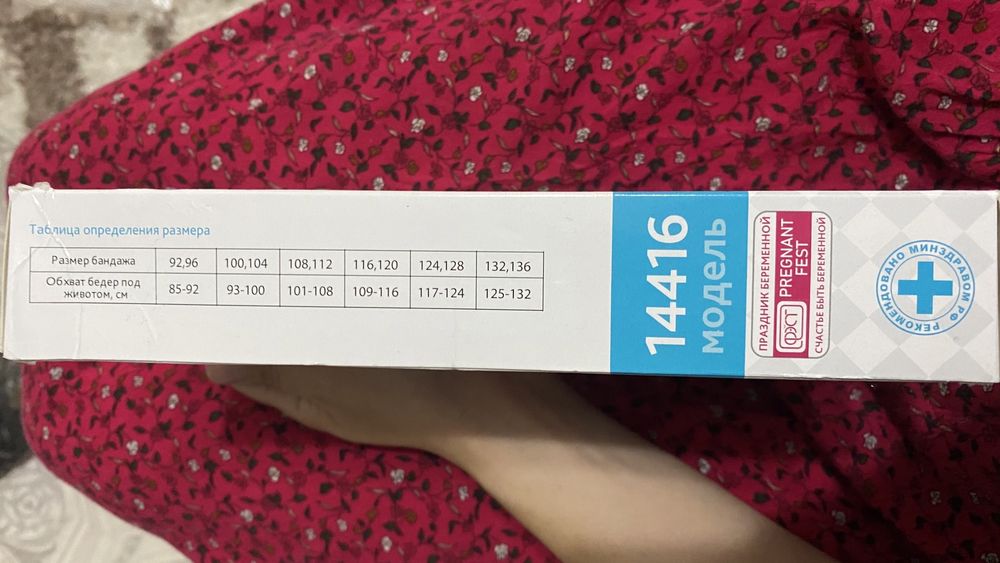 Таблица определения размера
Размер бандажа 92,96 100,104 108,112 116,120 124,128 132,136
Обхват бедер под животом, см 85-92 93-100 101-108 109-116 117-124 125-132
14416
модель
ПРАЗДНИК БЕРЕМЕННОЙ
ФЭСТ
PREGNANT
FEST
СЧАСТЬЕ БЫТЬ БЕРЕМЕННОЙ
РЕКОМЕНДОВАНО МИНЗДРАВОМ РФ